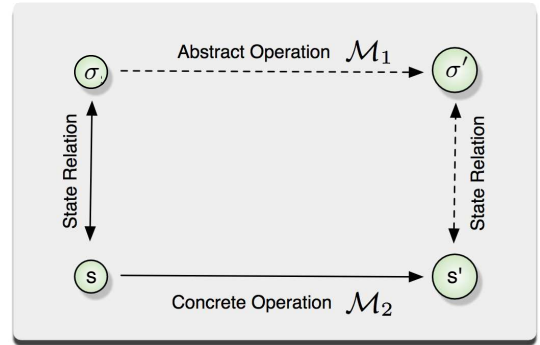 Abstract Operation M₁
σ
σ'
State Relation
State Relation
s
s'
Concrete Operation M₂